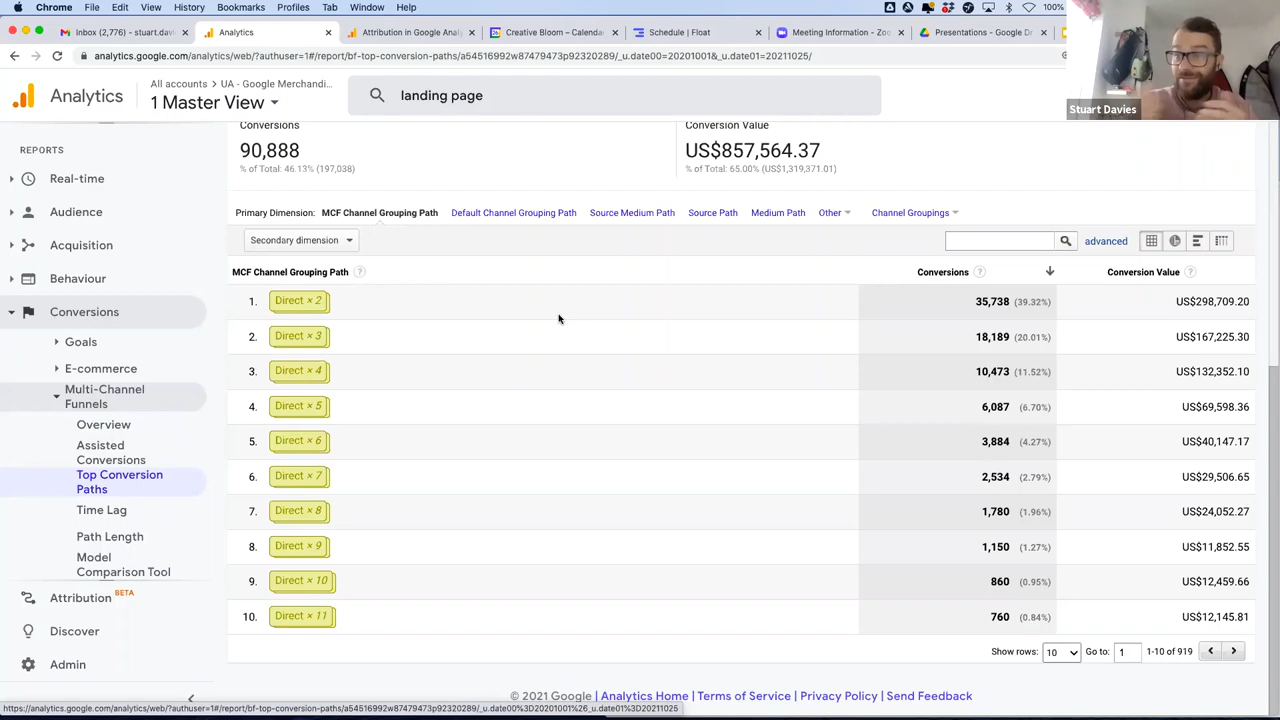 Chrome File Edit View History Bookmarks Profiles Tab Window Help 100%
Inbox (2,776) - stuart.davie
Analytics
Attribution in Google Analy
Creative Bloom – Calenda
Schedule | Float
Meeting Information - Zoo
Presentations - Google Dr
analytics.google.com/analytics/web/?authuser=1#/report/bf-top-conversion-paths/a54516992w87479473p92320289/_u.date00=20201001&_u.date01=20211025/
Stuart Davies
Analytics
All accounts > UA - Google Merchandi...
1 Master View
landing page
REPORTS
Real-time
Audience
Acquisition
Behaviour
Conversions
Goals
E-commerce
Multi-Channel
Funnels
Overview
Assisted
Conversions
Top Conversion
Paths
Time Lag
Path Length
Model
Comparison Tool
Attribution BETA
Discover
Admin
Conversions
90,888
% of Total: 46.13% (197,038)
Conversion Value
US$857,564.37
% of Total: 65.00% (US$1,319,371.01)
Primary Dimension: MCF Channel Grouping Path Default Channel Grouping Path Source Medium Path Source Path Medium Path Other Channel Groupings
Secondary dimension
advanced
MCF Channel Grouping Path ? Conversions ? Conversion Value ?
1. Direct × 2 35,738 (39.32%) US$298,709.20
2. Direct × 3 18,189 (20.01%) US$167,225.30
3. Direct × 4 10,473 (11.52%) US$132,352.10
4. Direct × 5 6,087 (6.70%) US$69,598.36
5. Direct × 6 3,884 (4.27%) US$40,147.17
6. Direct × 7 2,534 (2.79%) US$29,506.65
7. Direct × 8 1,780 (1.96%) US$24,052.27
8. Direct × 9 1,150 (1.27%) US$11,852.55
9. Direct × 10 860 (0.95%) US$12,459.66
10. Direct × 11 760 (0.84%) US$12,145.81
Show rows: 10 Go to: 1 1-10 of 919
© 2021 Google | Analytics Home | Terms of Service | Privacy Policy | Send Feedback
https://analytics.google.com/analytics/web/?authuser=1#/report/bf-top-conversion-paths/a54516992w87479473p92320289/_u.date00%3D20201001%26_u.date01%3D20211025